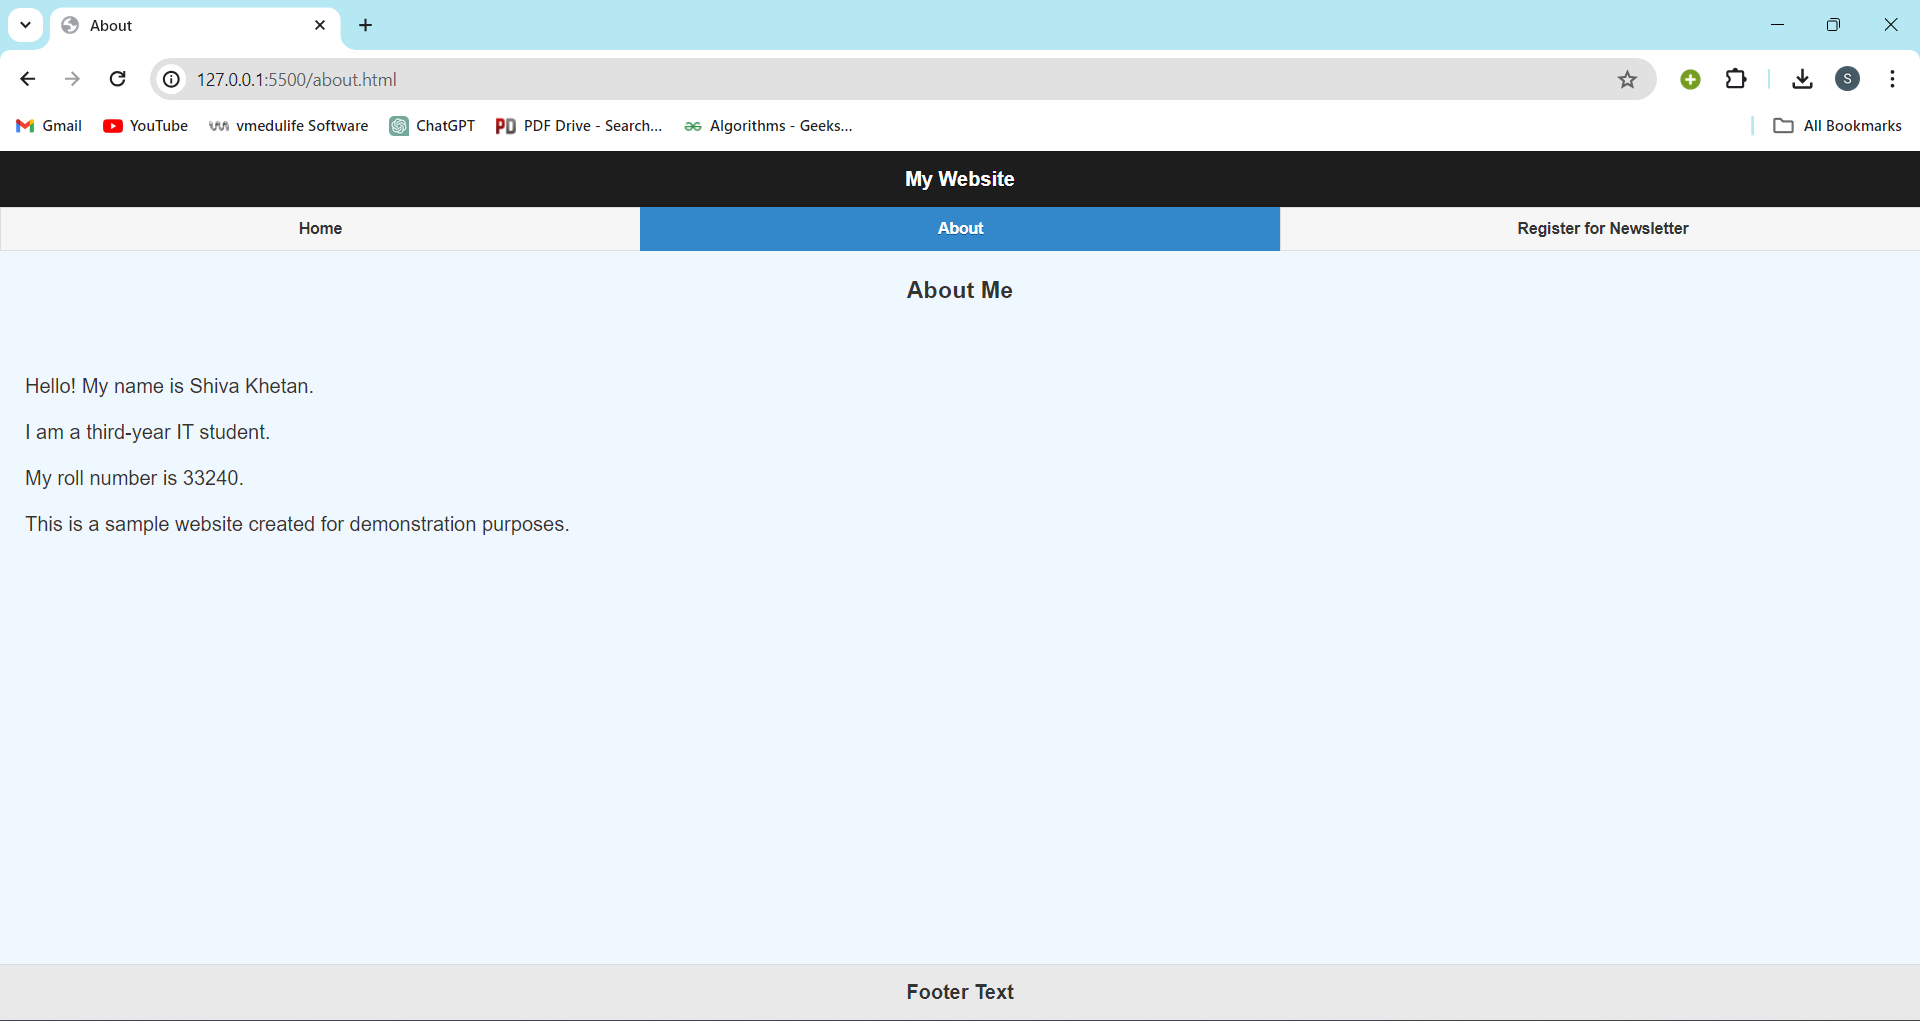 About
127.0.0.1:5500/about.html
S
Gmail YouTube vmedulife Software ChatGPT PD PDF Drive - Search... Algorithms - Geeks... All Bookmarks
My Website
Home About Register for Newsletter
About Me
Hello! My name is Shiva Khetan.
I am a third-year IT student.
My roll number is 33240.
This is a sample website created for demonstration purposes.
Footer Text